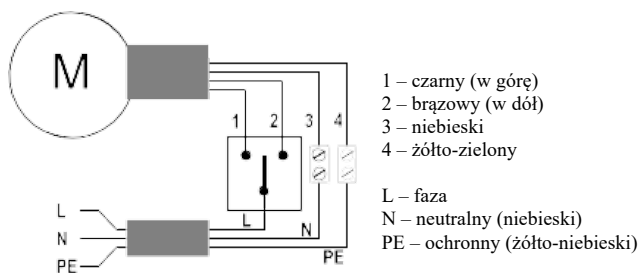 M
1 2 3 4
L N
PE
L
N
PE
1 – czarny (w górę)
2 – brązowy (w dół)
3 – niebieski
4 – żółto-zielony
L – faza
N – neutralny (niebieski)
PE – ochronny (żółto-niebieski)